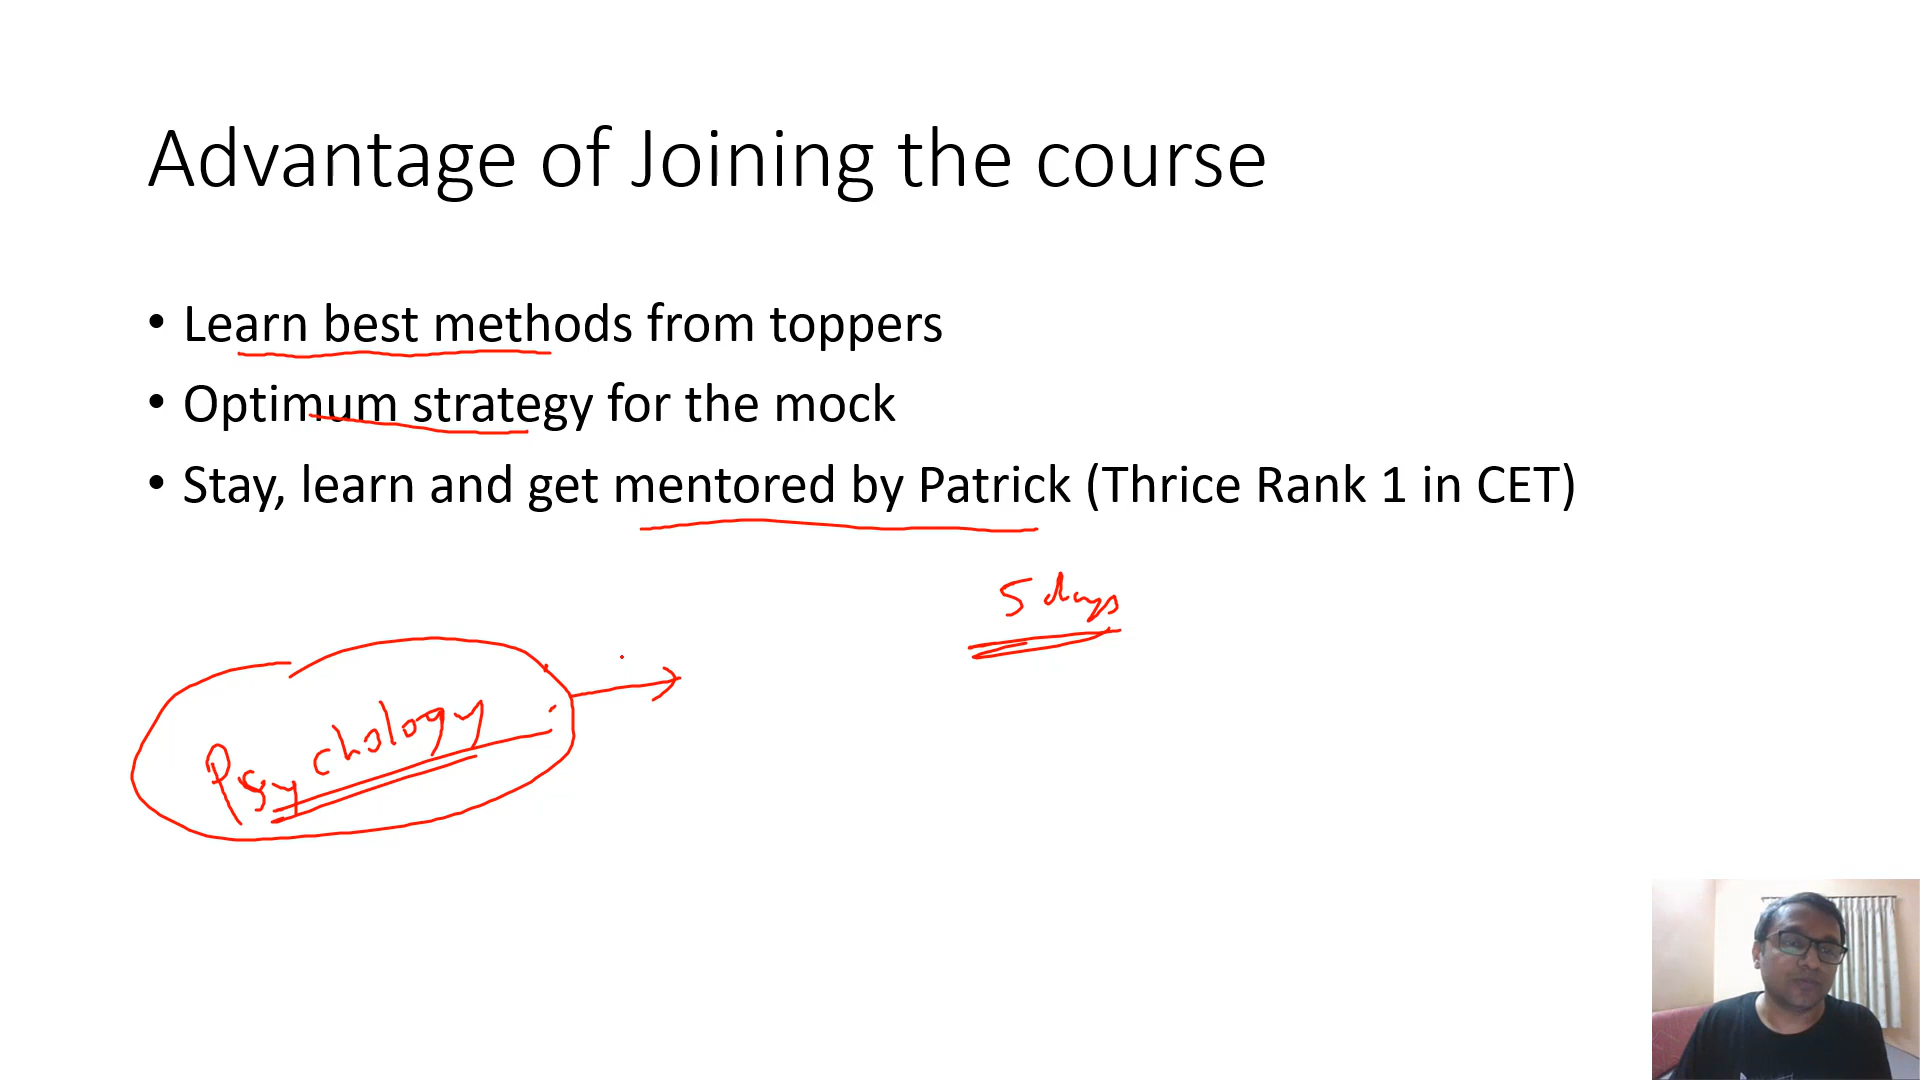 Advantage of Joining the course
• Learn best methods from toppers
• Optimum strategy for the mock
• Stay, learn and get mentored by Patrick (Thrice Rank 1 in CET)
5 days
Psychology